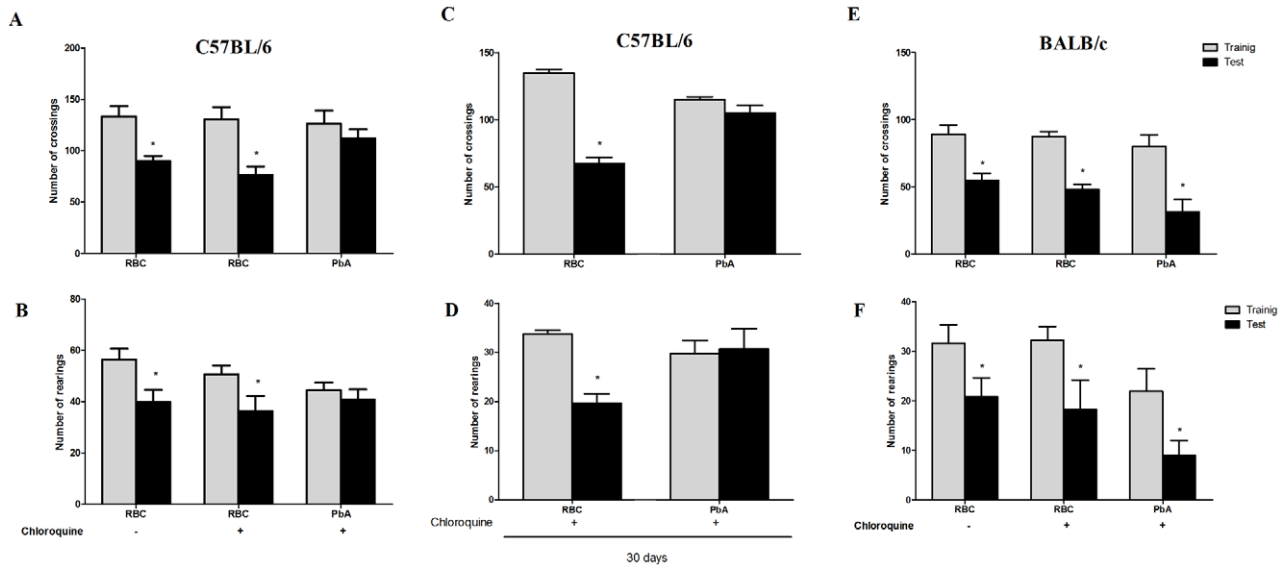 A
C57BL/6
Number of crossings
200
150
100
50
0
*
*
RBC
RBC
PbA
C
C57BL/6
Number of crossings
150
100
50
0
*
RBC
PbA
E
BALB/c
Trainig
Test
Number of crossings
150
100
50
0
*
*
*
RBC
RBC
PbA
B
Number of rearings
60
40
20
0
*
*
RBC
RBC
PbA
Chloroquine - + +
D
Number of rearings
40
30
20
10
0
*
RBC
PbA
Chloroquine + +
30 days
F
Trainig
Test
Number of rearings
40
30
20
10
0
*
*
*
RBC
RBC
PbA
Chloroquine - + +